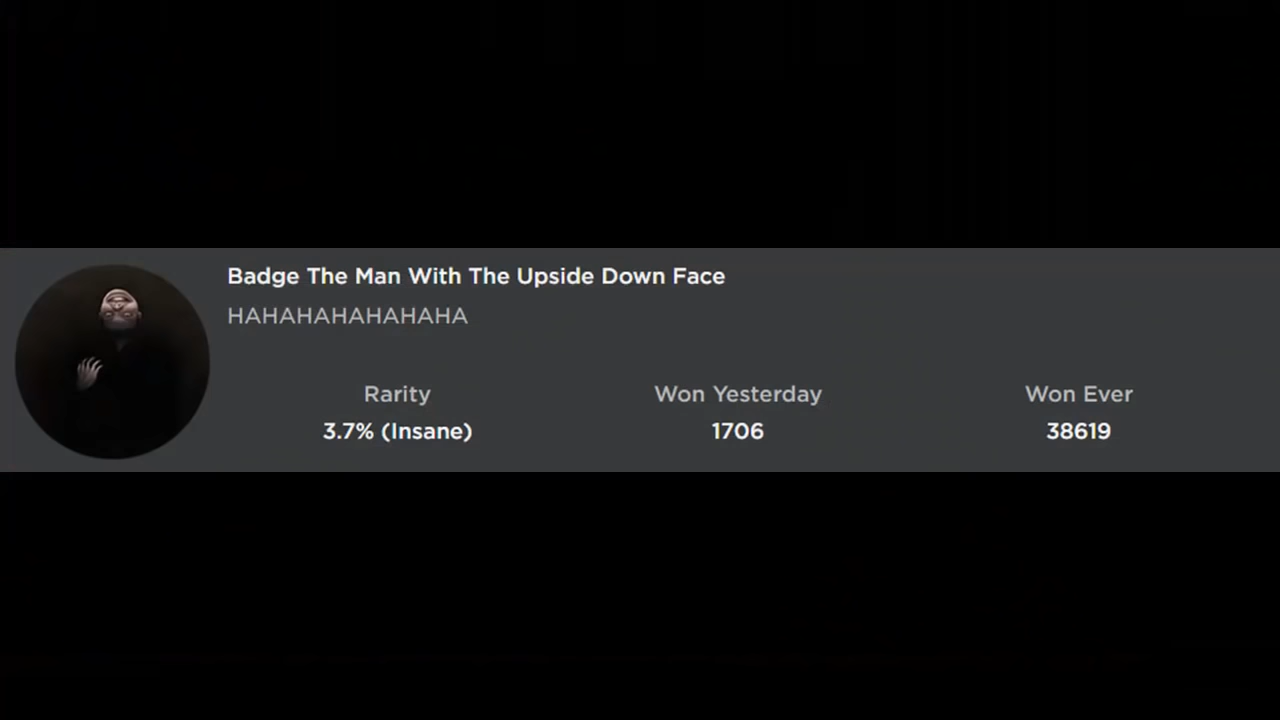 Badge The Man With The Upside Down Face
HAHAHAHAHAHAHA
Rarity Won Yesterday Won Ever
3.7% (Insane) 1706 38619